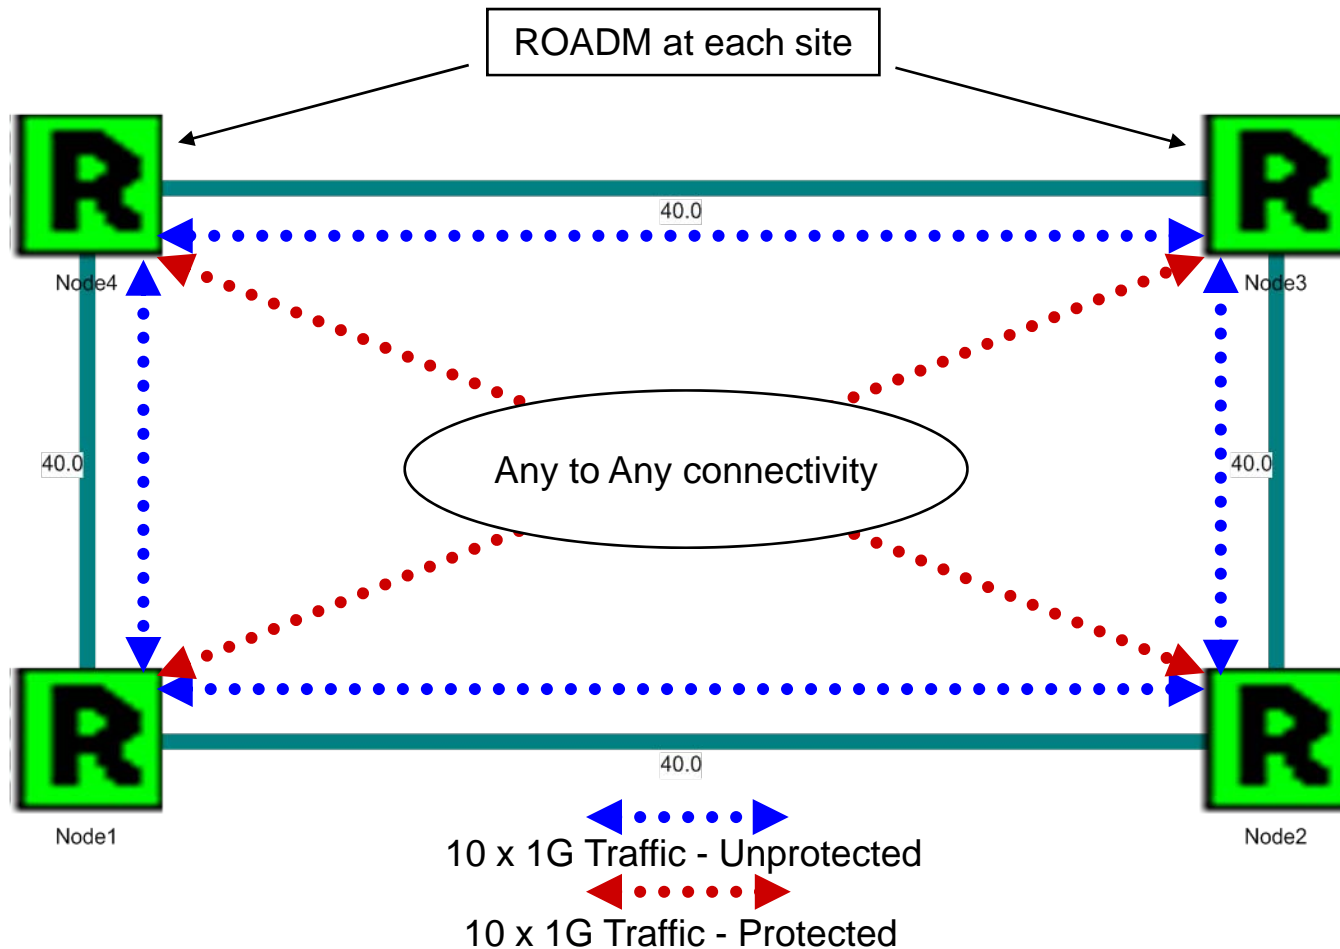 ROADM at each site
R
R
40.0
Node4
Node3
40.0
Any to Any connectivity
40.0
R
R
40.0
Node1
Node2
10 x 1G Traffic - Unprotected
10 x 1G Traffic - Protected